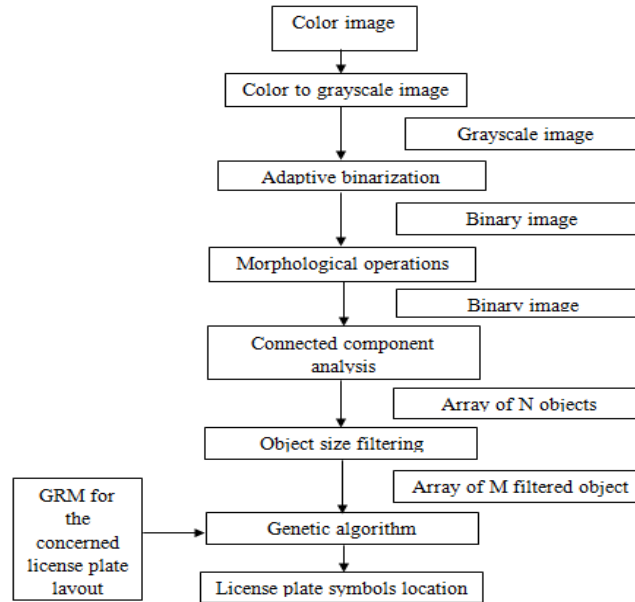 Color image
Color to grayscale image
Grayscale image
Adaptive binarization
Binary image
Morphological operations
Binary image
Connected component
analysis
Array of N objects
Object size filtering
Array of M filtered object
GRM for
the
concerned
license plate
layout
Genetic algorithm
License plate symbols location